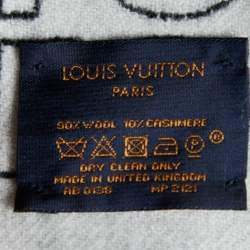 LOUIS VUITTON
PARIS
90% WOOL 10% CASHMERE
DRY CLEAN ONLY
MADE IN UNITED KINGDOM
AB 0138 MP 2121